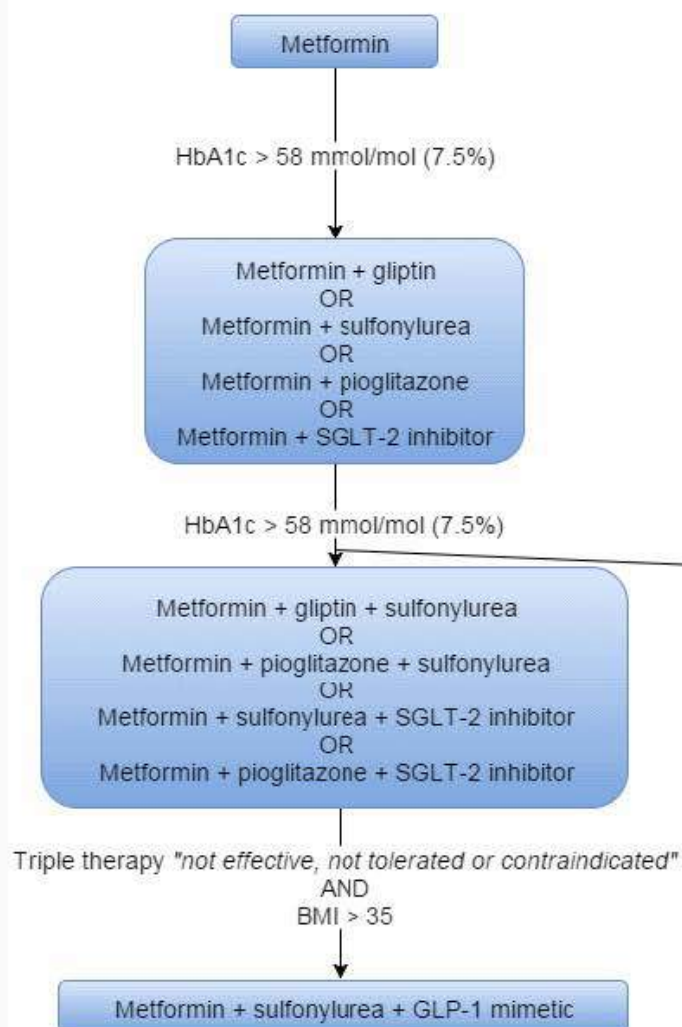 Metformin
HbA1c > 58 mmol/mol (7.5%)
Metformin + gliptin
OR
Metformin + sulfonylurea
OR
Metformin + pioglitazone
OR
Metformin + SGLT-2 inhibitor
HbA1c > 58 mmol/mol (7.5%)
Metformin + gliptin + sulfonylurea
OR
Metformin + pioglitazone + sulfonylurea
OR
Metformin + sulfonylurea + SGLT-2 inhibitor
OR
Metformin + pioglitazone + SGLT-2 inhibitor
Triple therapy "not effective, not tolerated or contraindicated"
AND
BMI > 35
Metformin + sulfonylurea + GLP-1 mimetic